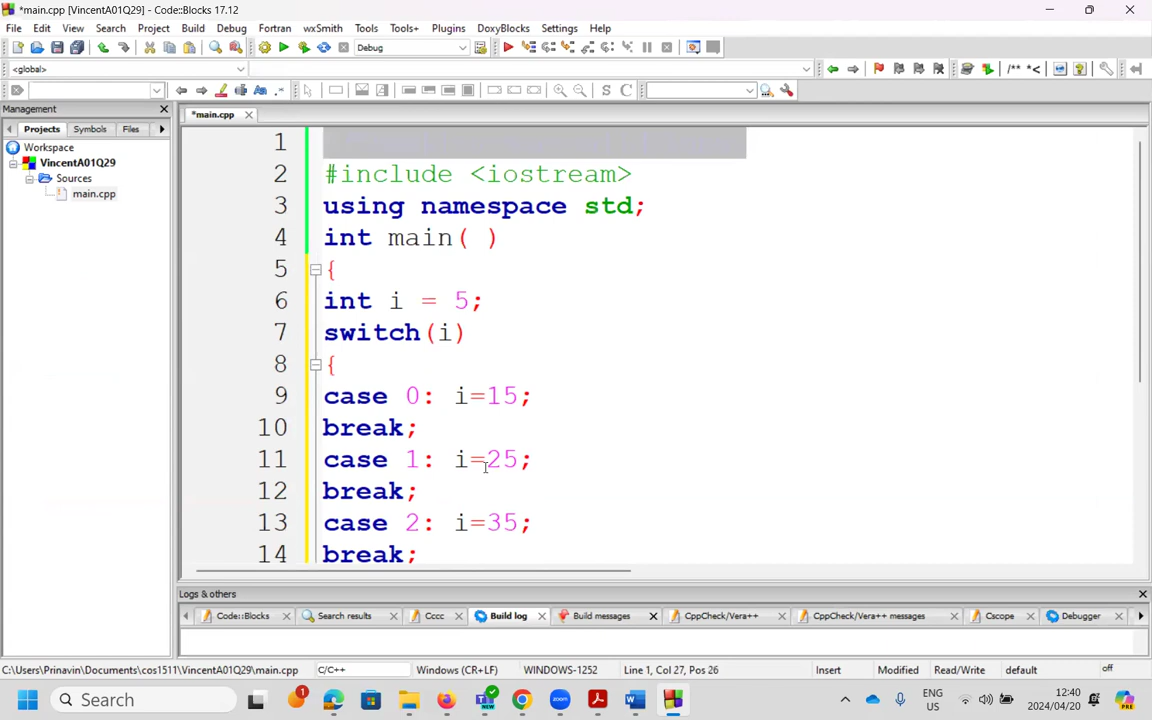 *main.cpp [VincentA01Q29] - Code::Blocks 17.12
File Edit View Search Project Build Debug Fortran wxSmith Tools Tools+ Plugins DoxyBlocks Settings Help
Debug
<global>
/** *<
S C
Management
Projects Symbols Files
*main.cpp
Workspace
VincentA01Q29
Sources
main.cpp
1
2 #include <iostream>
3 using namespace std;
4 int main( )
5 {
6 int i = 5;
7 switch(i)
8 {
9 case 0: i=15;
10 break;
11 case 1: i=25;
12 break;
13 case 2: i=35;
14 break;
Logs & others
Code::Blocks Search results Cccc Build log Build messages CppCheck/Vera++ CppCheck/Vera++ messages Cscope Debugger
C:\Users\Prinavin\Documents\cos1511\VincentA01Q29\main.cpp C/C++ Windows (CR+LF) WINDOWS-1252 Line 1, Col 27, Pos 26 Insert Modified Read/Write default off
Search 1 NEW ENG US 12:40 2024/04/20 PRE